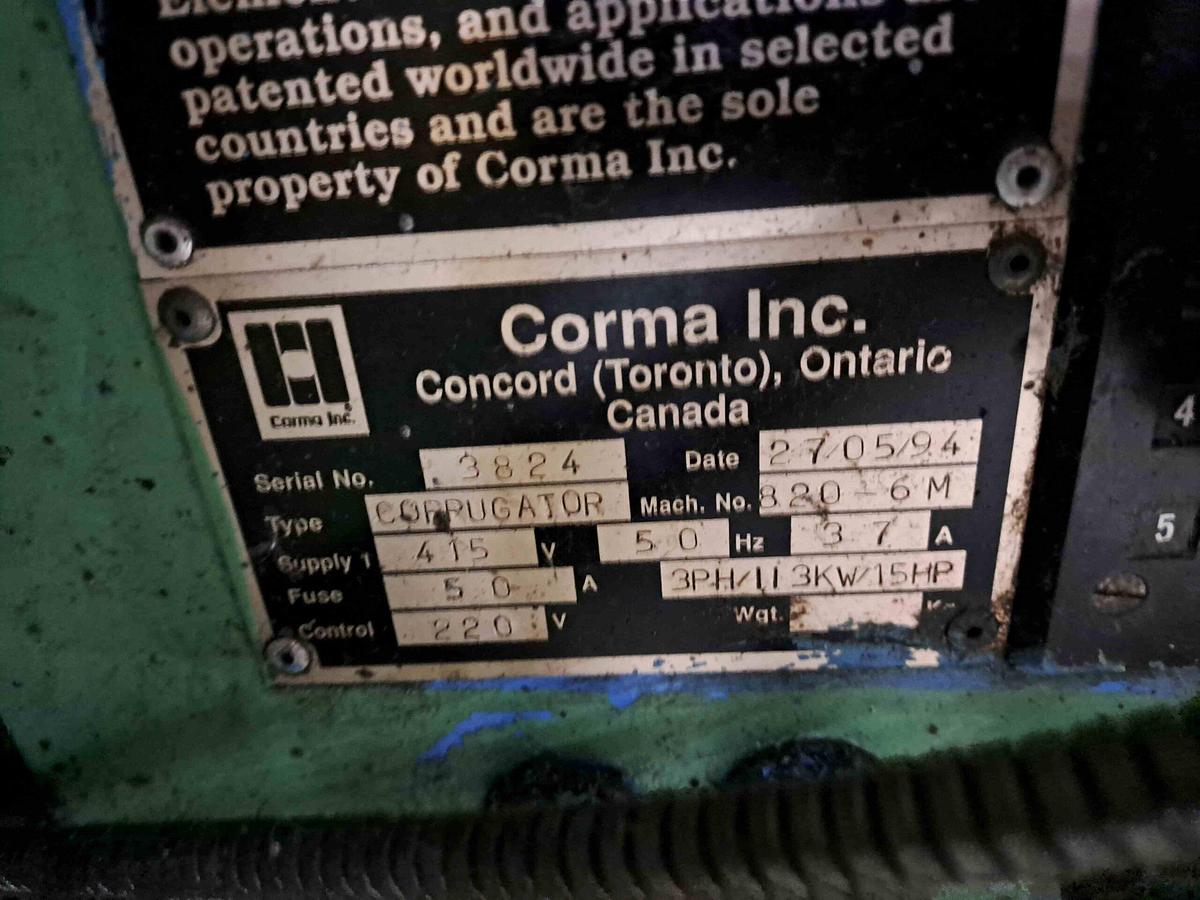 operations, and applications
patented worldwide in selected
countries and are the sole
property of Corma Inc.
Corma Inc.
Corma Inc.
Concord (Toronto), Ontario
Canada
Serial No. 3824 Date 27/05/94
Type CORRUGATOR Mach. No. 820-6M
Supply 1 415 V 50 Hz 37 A
Fuse 50 A 3PH/11 3KW/15HP
Control 220 V Wgt.
4
5